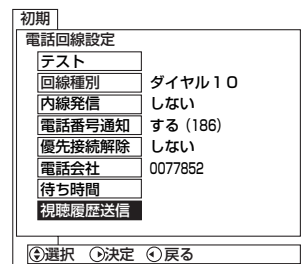 初期
電話回線設定
テスト
回線種別 ダイヤル10
内線発信 しない
電話番号通知 する(186)
優先接続解除 しない
電話会社 0077852
待ち時間
視聴履歴送信
選択 決定 戻る